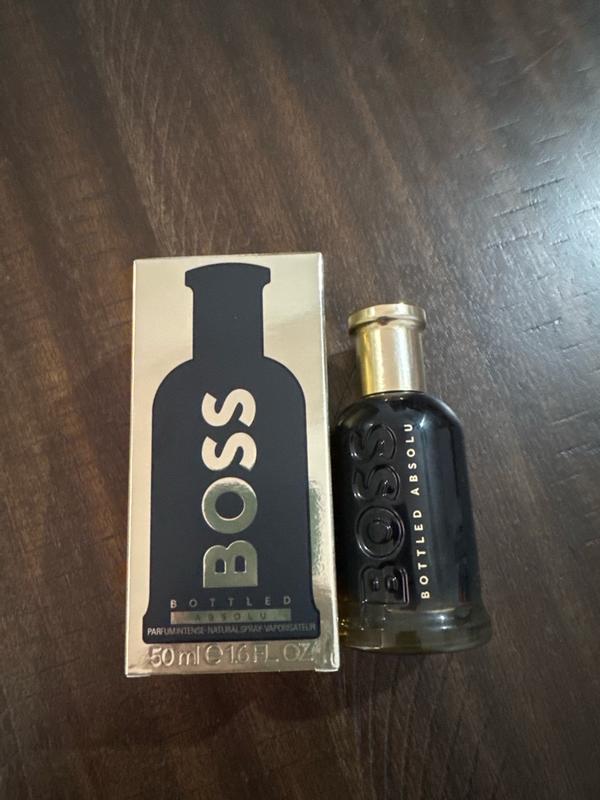 BOSS
BOTTLED
ABSOLU
PARFUM INTENSE·NATURAL SPRAY·VAPORISATEUR
50 ml ℮ 1.6 FL. OZ
BOSS
BOTTLED ABSOLU